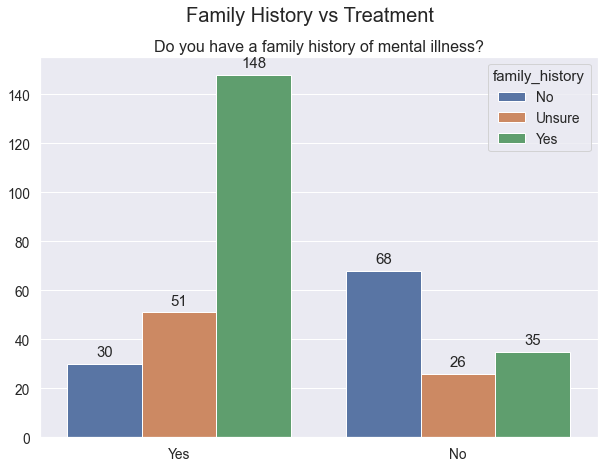 Family History vs Treatment
Do you have a family history of mental illness?
family_history
No
Unsure
Yes
140
120
100
80
60
40
20
0
30
51
148
68
26
35
Yes
No